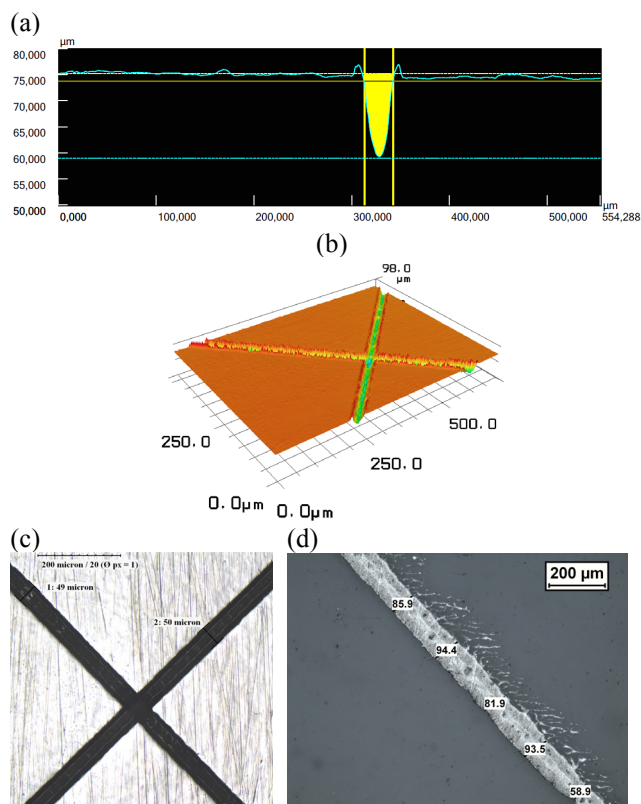 (a)
µm
80,000
75,000
70,000
65,000
60,000
55,000
50,000
0,000 100,000 200,000 300,000 400,000 500,000 µm 554,288
(b)
98.0
µm
250.0 500.0
250.0
0.0µm 0.0µm
(c)
200 micron / 20 (Ø px = 1)
1: 49 micron
2: 50 micron
(d)
200 µm
85.9
94.4
81.9
93.5
58.9